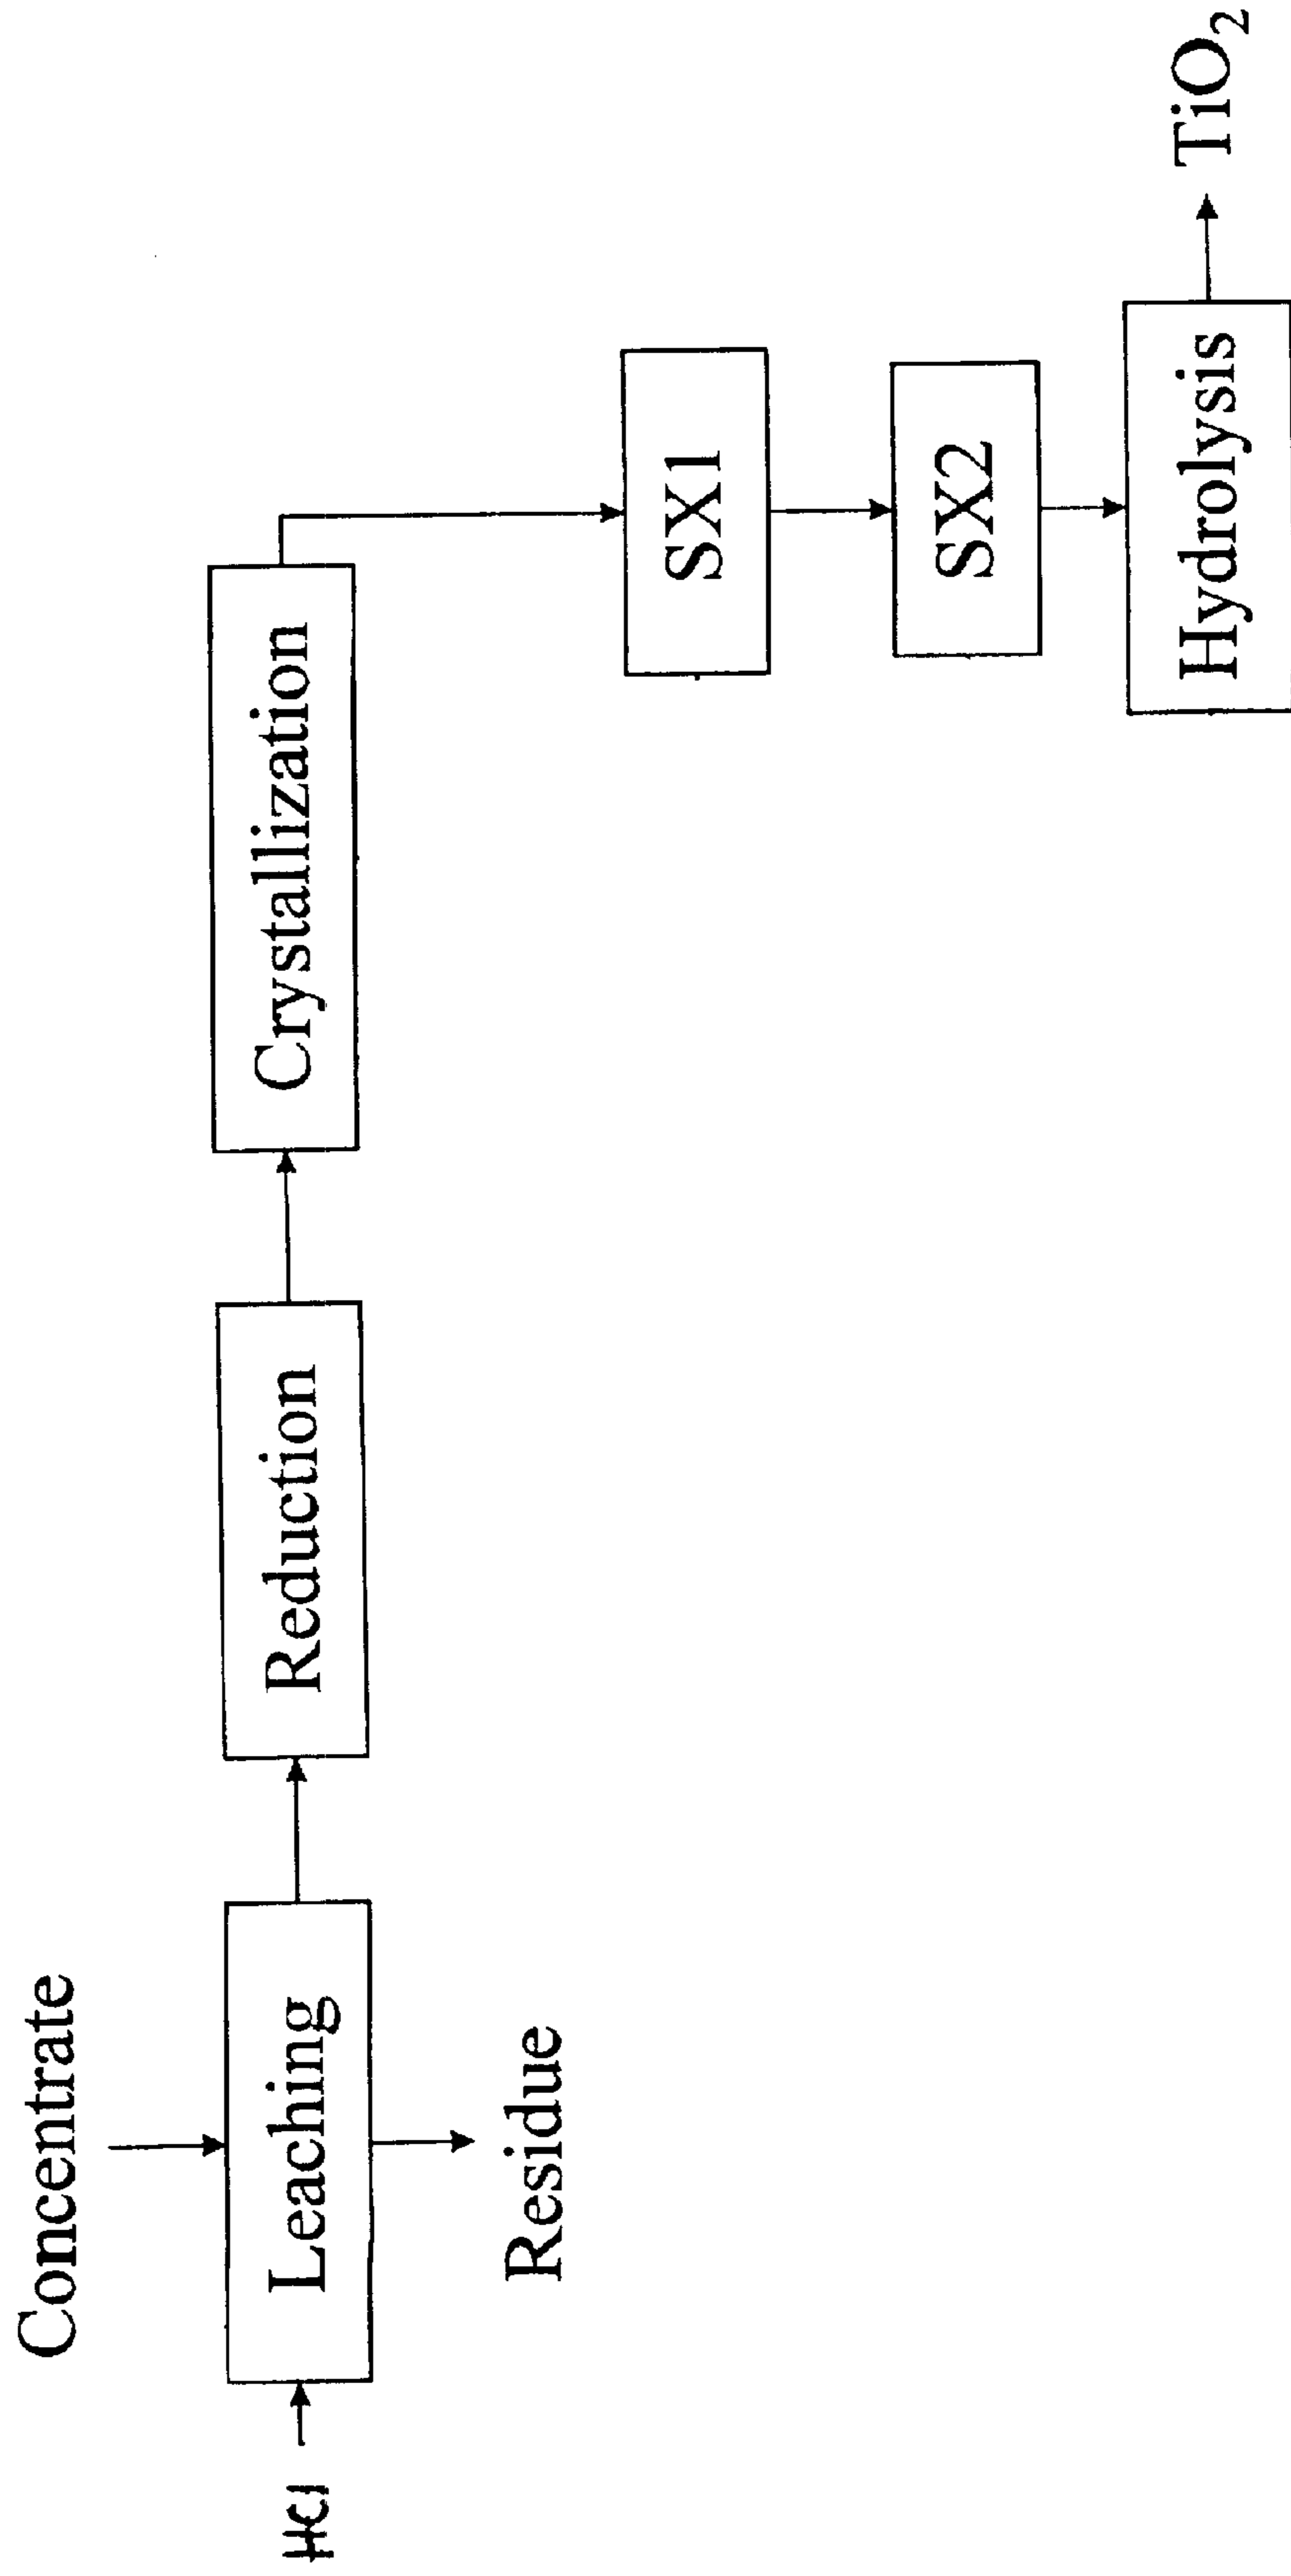 Concentrate
HCl
Leaching
Residue
Reduction
Crystallization
SX1
SX2
Hydrolysis
TiO₂